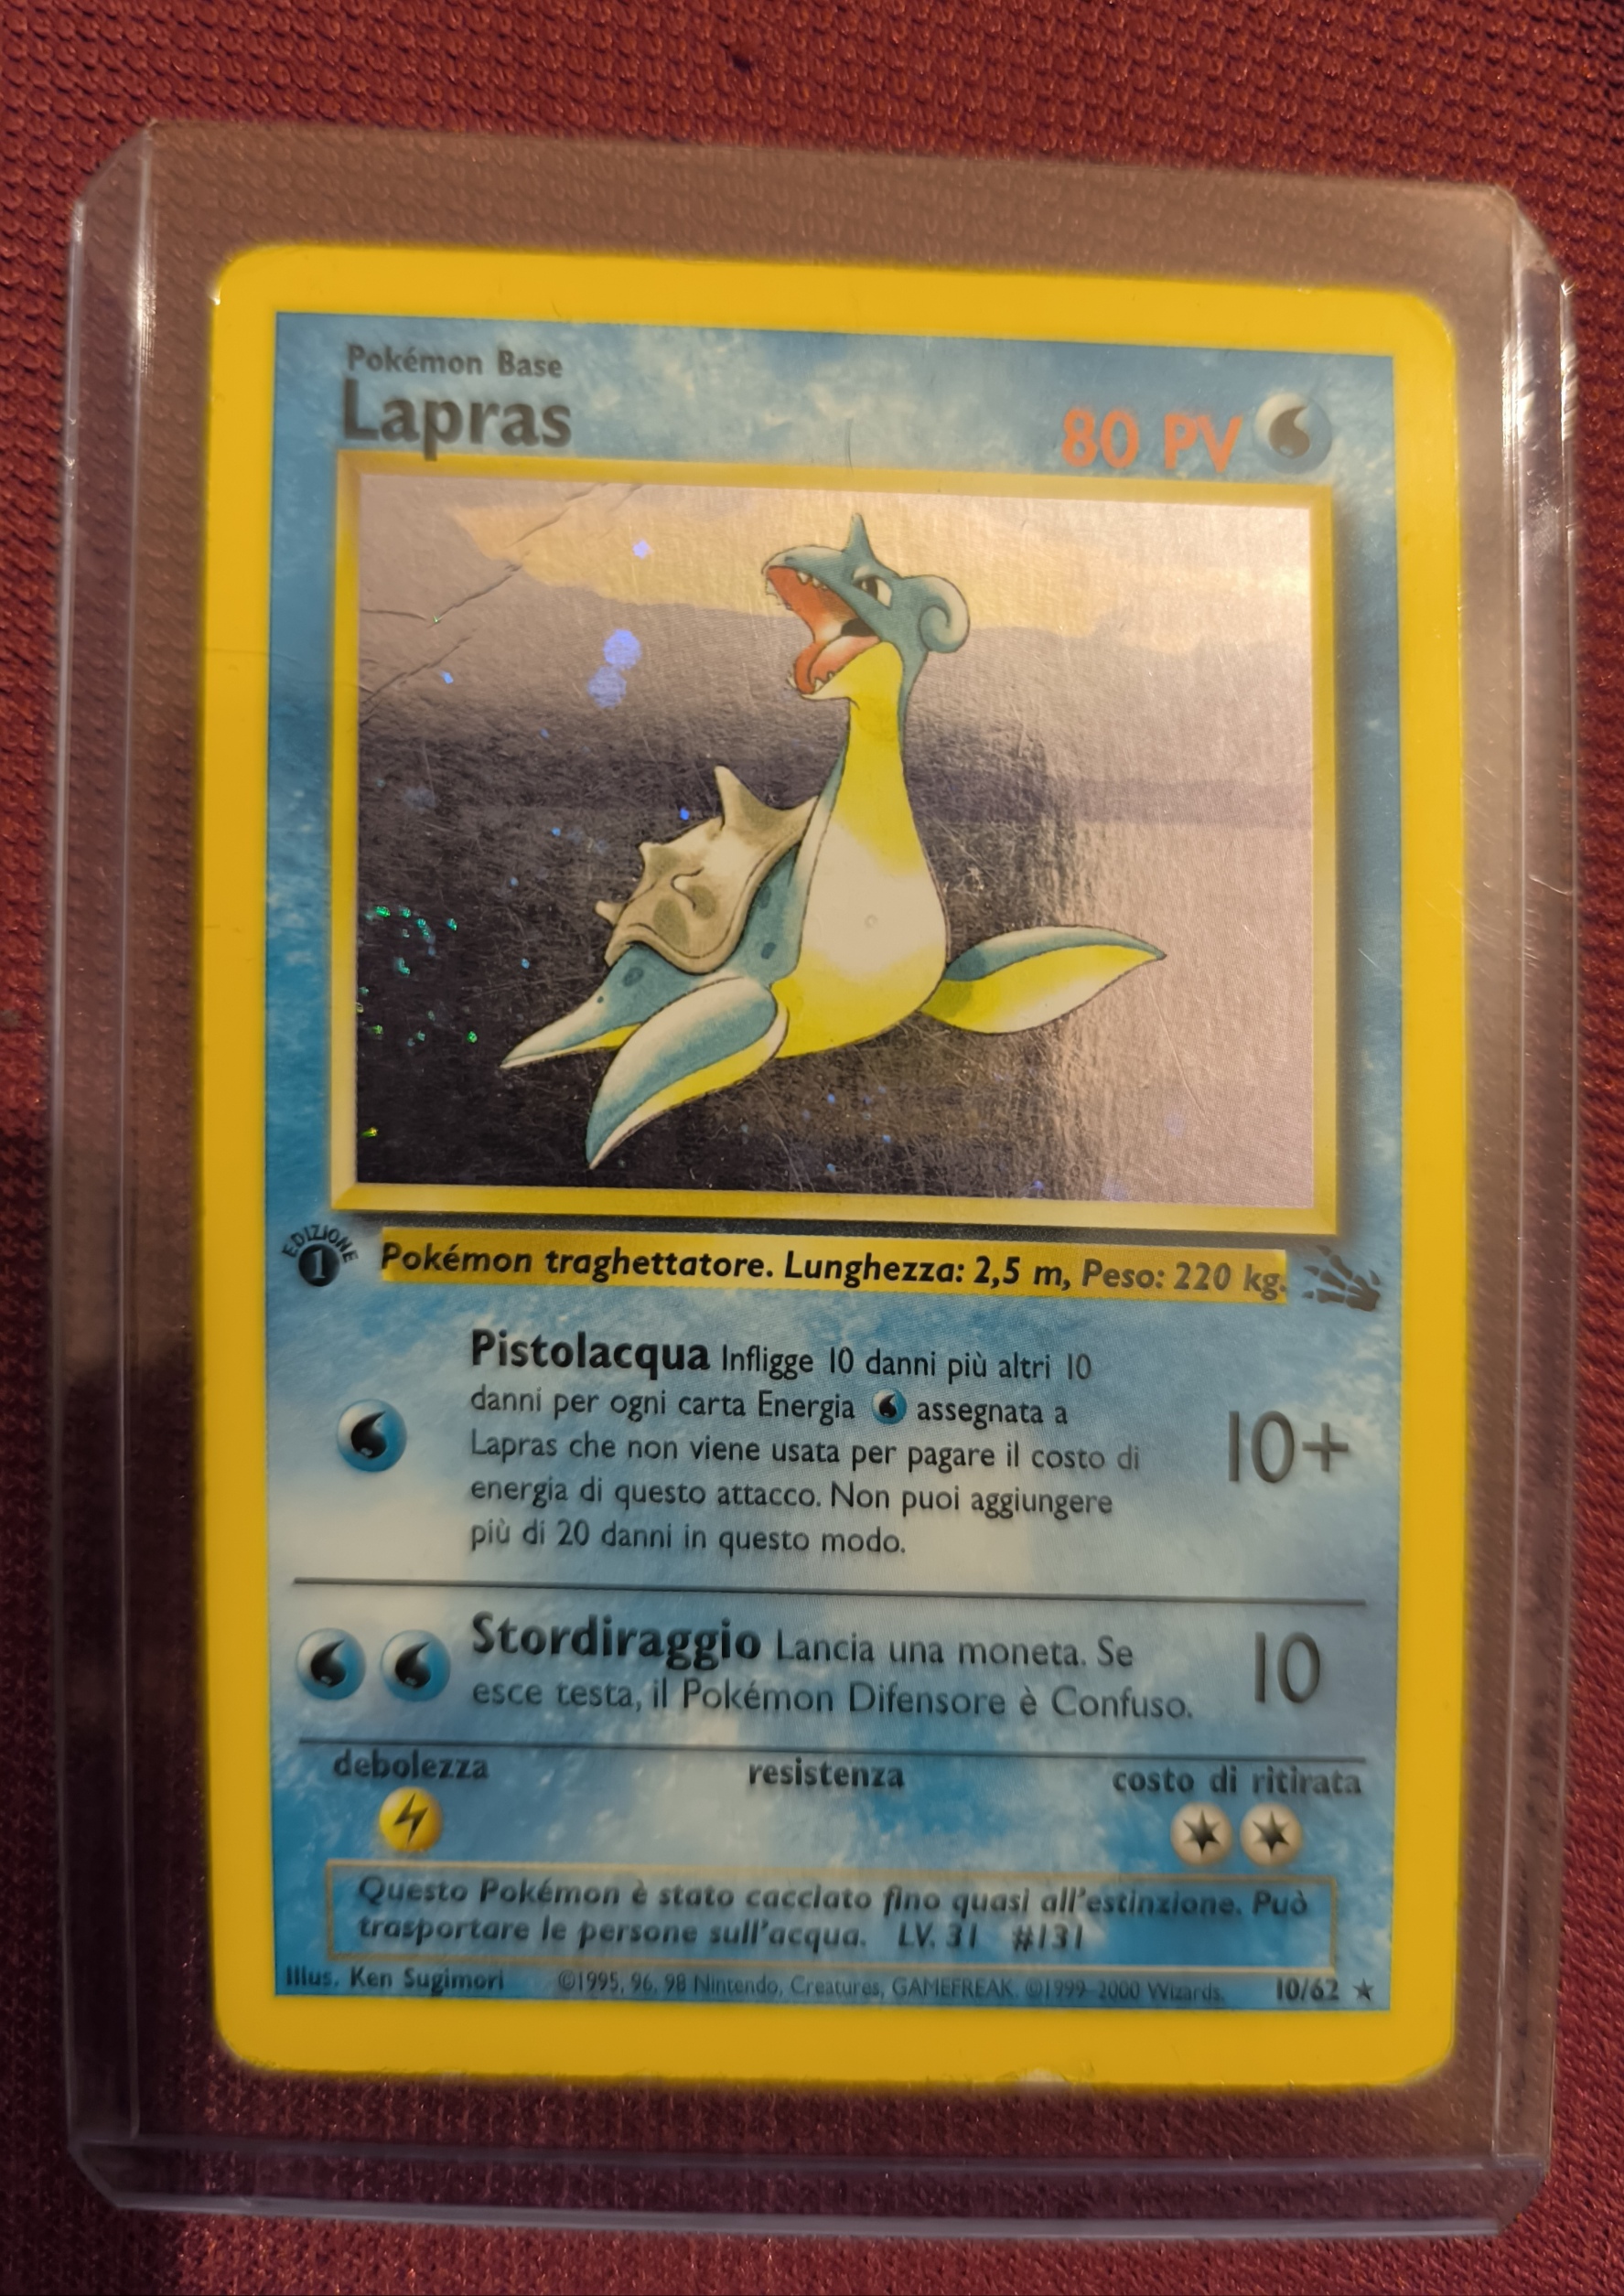 Pokémon Base
Lapras
80 PV
EDIZIONE
1
Pokémon traghettatore. Lunghezza: 2,5 m, Peso: 220 kg.
Pistolacqua Infligge 10 danni più altri 10
danni per ogni carta Energia assegnata a
Lapras che non viene usata per pagare il costo di
energia di questo attacco. Non puoi aggiungere
più di 20 danni in questo modo.
10+
Stordiraggio Lancia una moneta. Se
esce testa, il Pokémon Difensore è Confuso.
10
debolezza
resistenza
costo di ritirata
Questo Pokémon è stato cacciato fino quasi all'estinzione. Può
trasportare le persone sull'acqua. LV. 31 #131
Illus. Ken Sugimori ©1995, 96, 98 Nintendo, Creatures, GAMEFREAK. ©1999-2000 Wizards. 10/62 ★